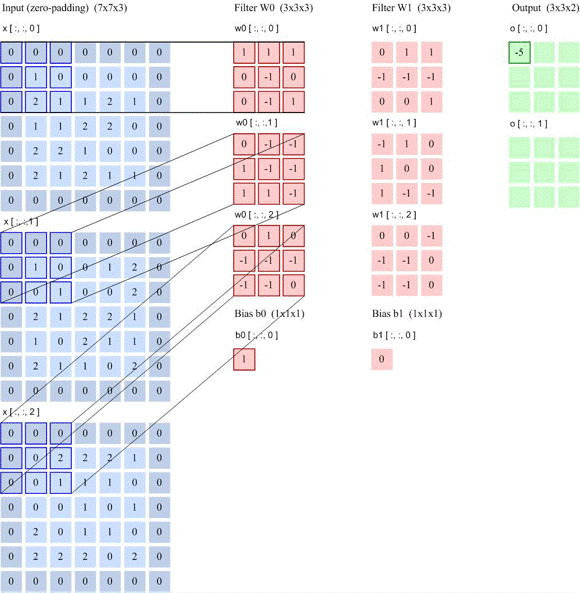 Input (zero-padding) (7x7x3)
x [ :, :, 0 ]
0 0 0 0 0 0 0
0 1 0
0 2 1 1 2 1 0
0 1 1 2 2 0 0
0 2 2 1 0 0 0
0 2 1 2 1 1 0
0 0 0 0 0 0 0
x [ :, :,1 ]
0 0 0 0 0 0 0
0 1 0 0 1 2 0
0 0 1 0 0 2 0
0 2 1 2 2 1 0
0 1 0 2 1 1 0
0 2 1 1 0 2 0
0 0 0 0 0 0 0
x [ :, :, 2 ]
0 0 0 0 0 0 0
0 0 2 2 2 1 0
0 0 1 1 1 0 0
0 0 0 1 0 1 0
0 2 0 1 1 0 0
0 2 2 2 0 2 0
0 0 0 0 0 0 0
Filter W0 (3x3x3)
w0 [ :, :, 0 ]
1 1 1
0 -1 0
0 -1 1
w0 [ :, :,1 ]
0 -1 -1
1 0 -1
1 1 -1
w0 [ :, :, 2 ]
0 1 0
-1 -1 -1
-1 -1 0
Bias b0 (1x1x1)
b0 [ :, :, 0 ]
1
Filter W1 (3x3x3)
w1 [ :, :, 0 ]
0 1 1
-1 -1 -1
0 0 1
w1 [ :, :, 1 ]
-1 1 0
1 0 0
1 -1 -1
w1 [ :, :, 2 ]
0 0 -1
-1 -1 0
-1 -1 0
Bias b1 (1x1x1)
b1 [ :, :, 0 ]
0
Output (3x3x2)
o [ :, :, 0 ]
-5
o [ :, :, 1 ]